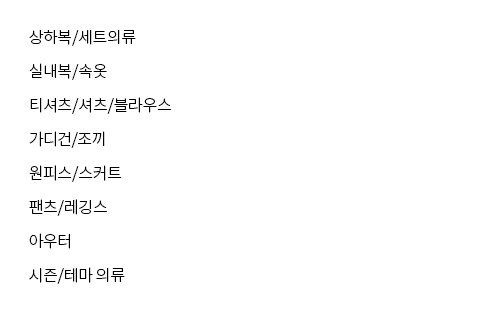 상하복/세트의류
실내복/속옷
티셔츠/셔츠/블라우스
가디건/조끼
원피스/스커트
팬츠/레깅스
아우터
시즌/테마 의류